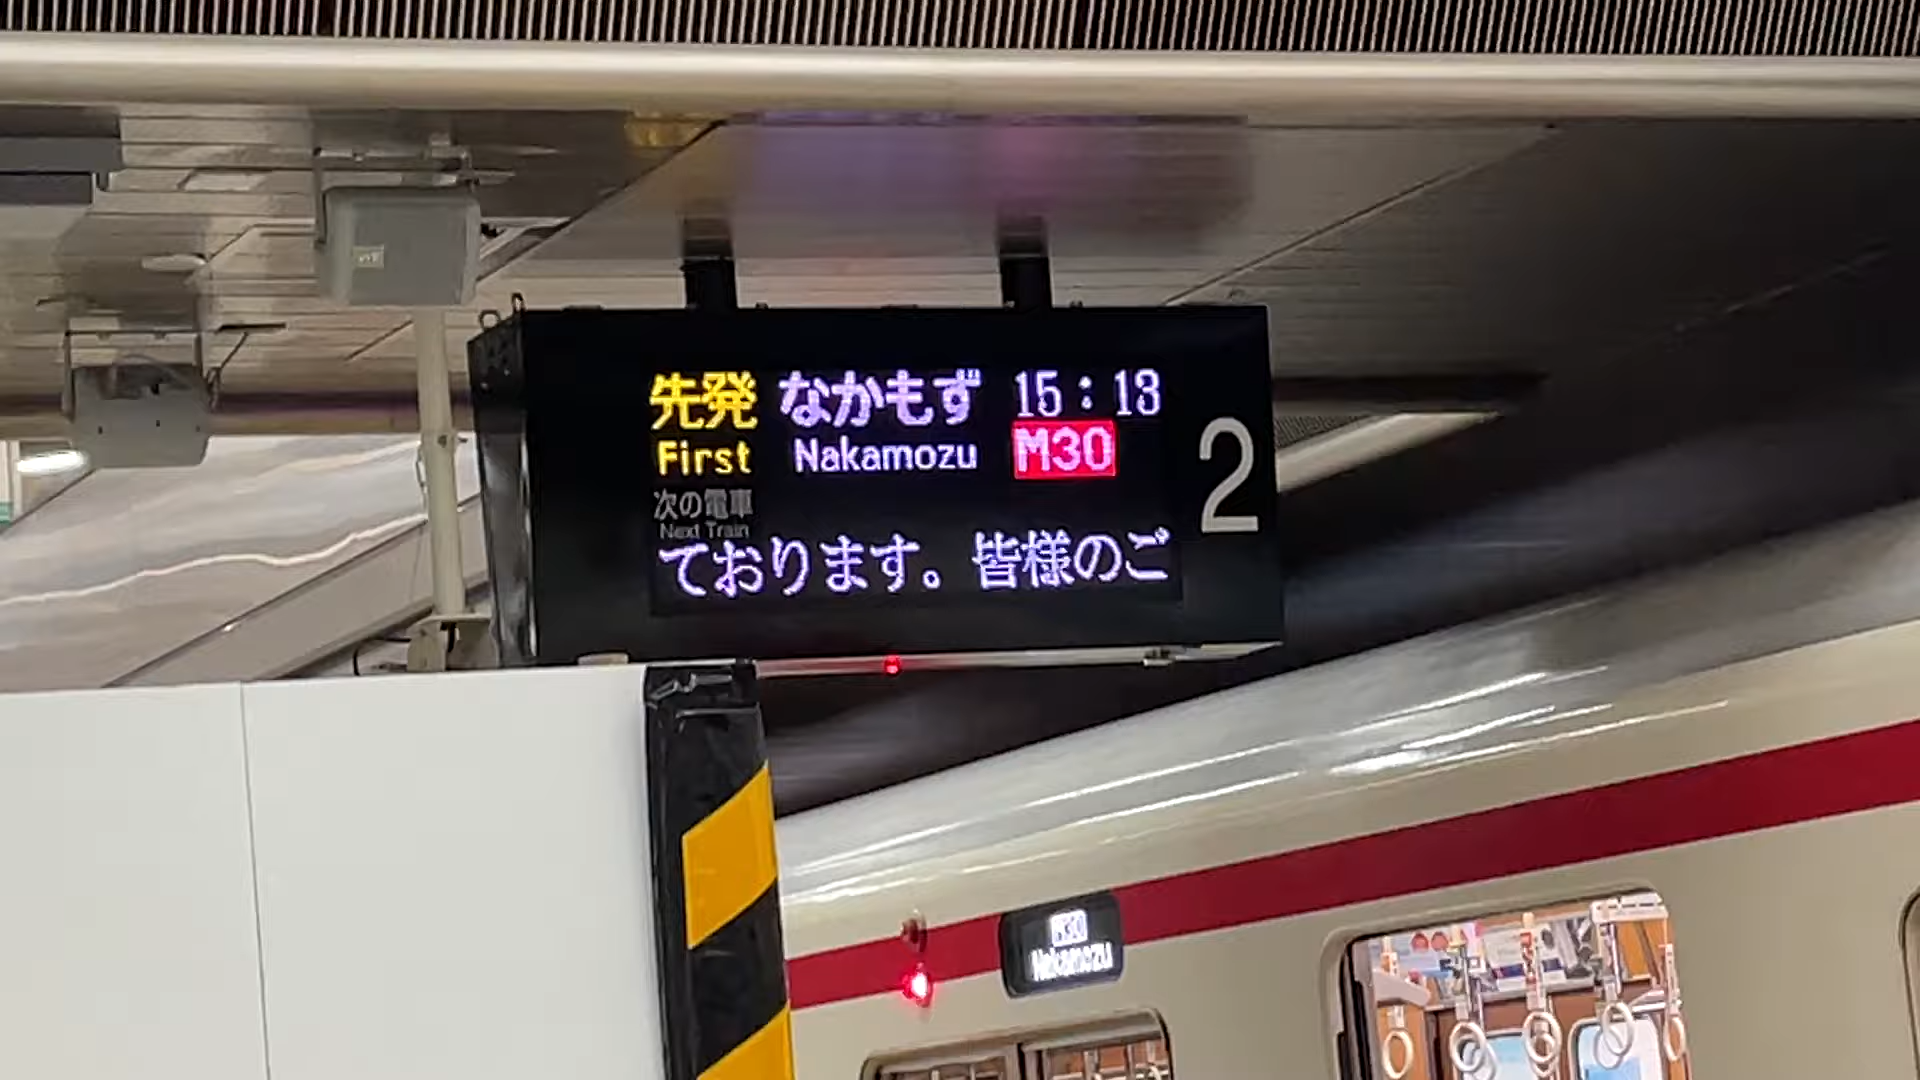 先発 なかもず 15:13
First Nakamozu M30
次の電車
Next Train
ております。皆様のご
2
M30
Nakamozu